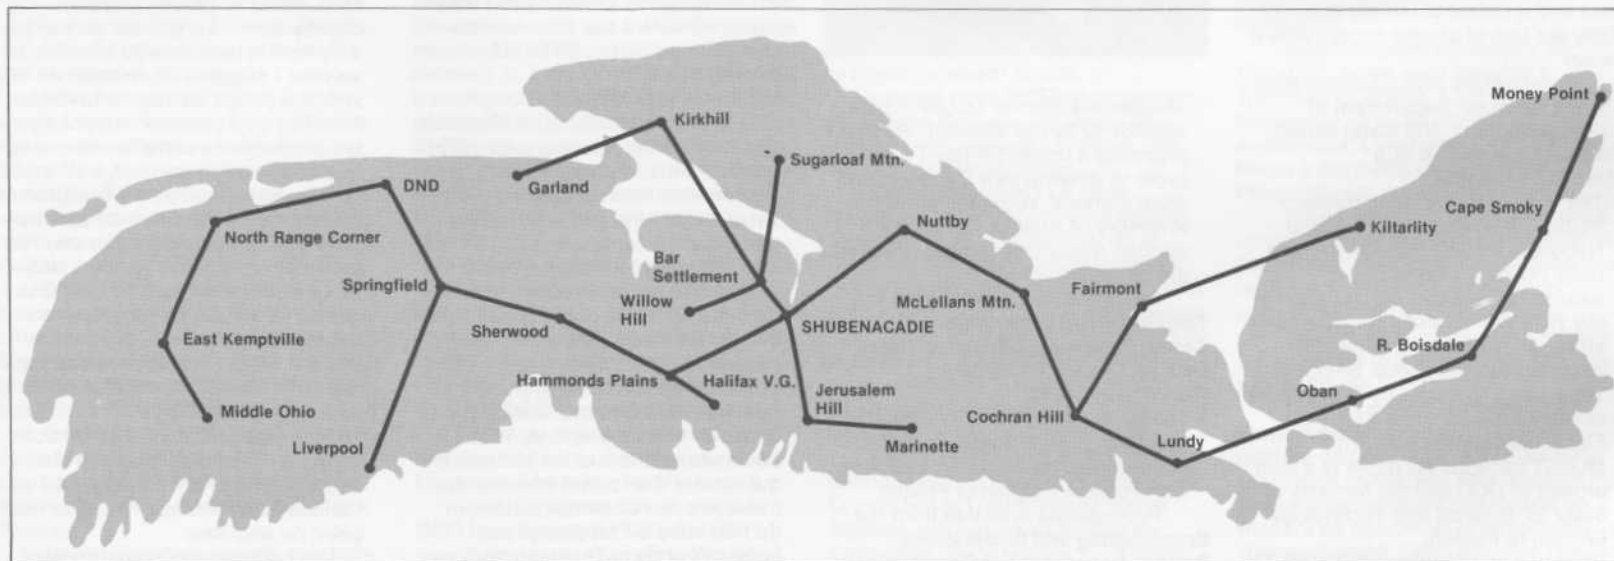 Money Point
Kirkhill
Sugarloaf Mtn.
DND
Garland
Cape Smoky
Nuttby
Kiltarlity
North Range Corner
Bar
Settlement
Springfield
Fairmont
McLellans Mtn.
Willow
Hill
SHUBENACADIE
Sherwood
East Kemptville
R. Boisdale
Hammonds Plains
Halifax V.G.
Jerusalem
Hill
Oban
Middle Ohio
Cochran Hill
Liverpool
Marinette
Lundy